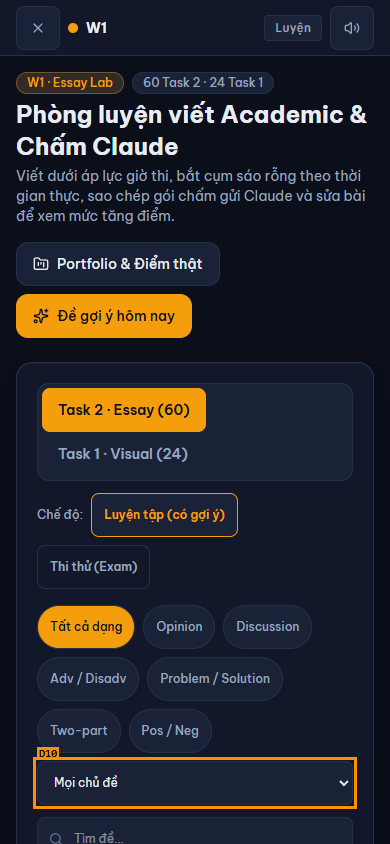 W1
Luyện
W1 · Essay Lab
60 Task 2 · 24 Task 1
Phòng luyện viết Academic &
Chấm Claude
Viết dưới áp lực giờ thi, bắt cụm sáo rỗng theo thời
gian thực, sao chép gói chấm gửi Claude và sửa bài
để xem mức tăng điểm.
Portfolio & Điểm thật
Đề gợi ý hôm nay
Task 2 · Essay (60)
Task 1 · Visual (24)
Chế độ:
Luyện tập (có gợi ý)
Thi thử (Exam)
Tất cả dạng
Opinion
Discussion
Adv / Disadv
Problem / Solution
Two-part
Pos / Neg
D10
Mọi chủ đề
Tìm đề...